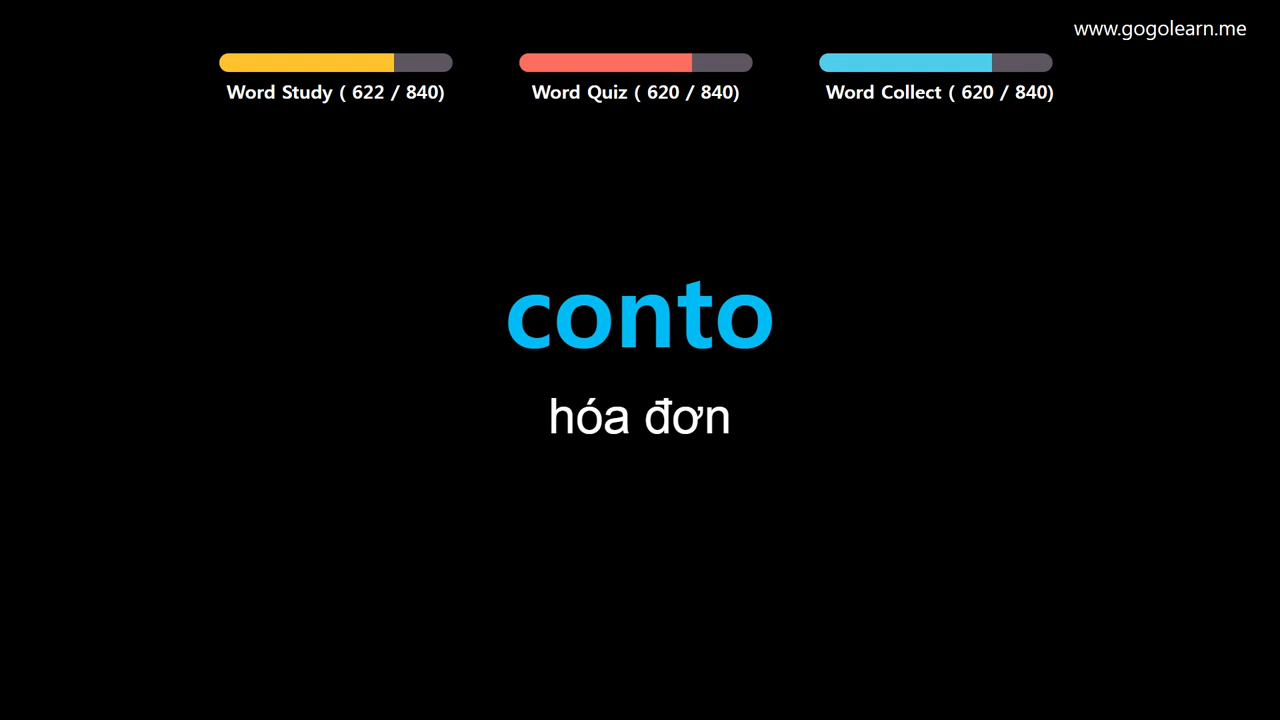 www.gogolearn.me
Word Study ( 622 / 840)
Word Quiz ( 620 / 840)
Word Collect ( 620 / 840)
conto
hóa đơn